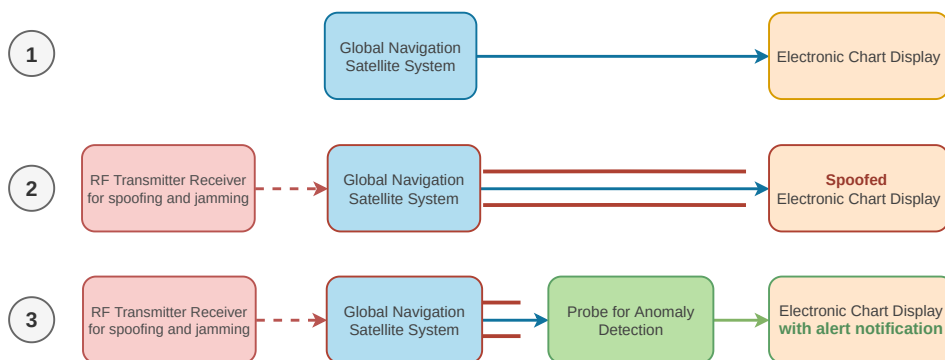 1
Global Navigation
Satellite System
Electronic Chart Display
2
RF Transmitter Receiver
for spoofing and jamming
Global Navigation
Satellite System
Spoofed
Electronic Chart Display
3
RF Transmitter Receiver
for spoofing and jamming
Global Navigation
Satellite System
Probe for Anomaly
Detection
Electronic Chart Display
with alert notification